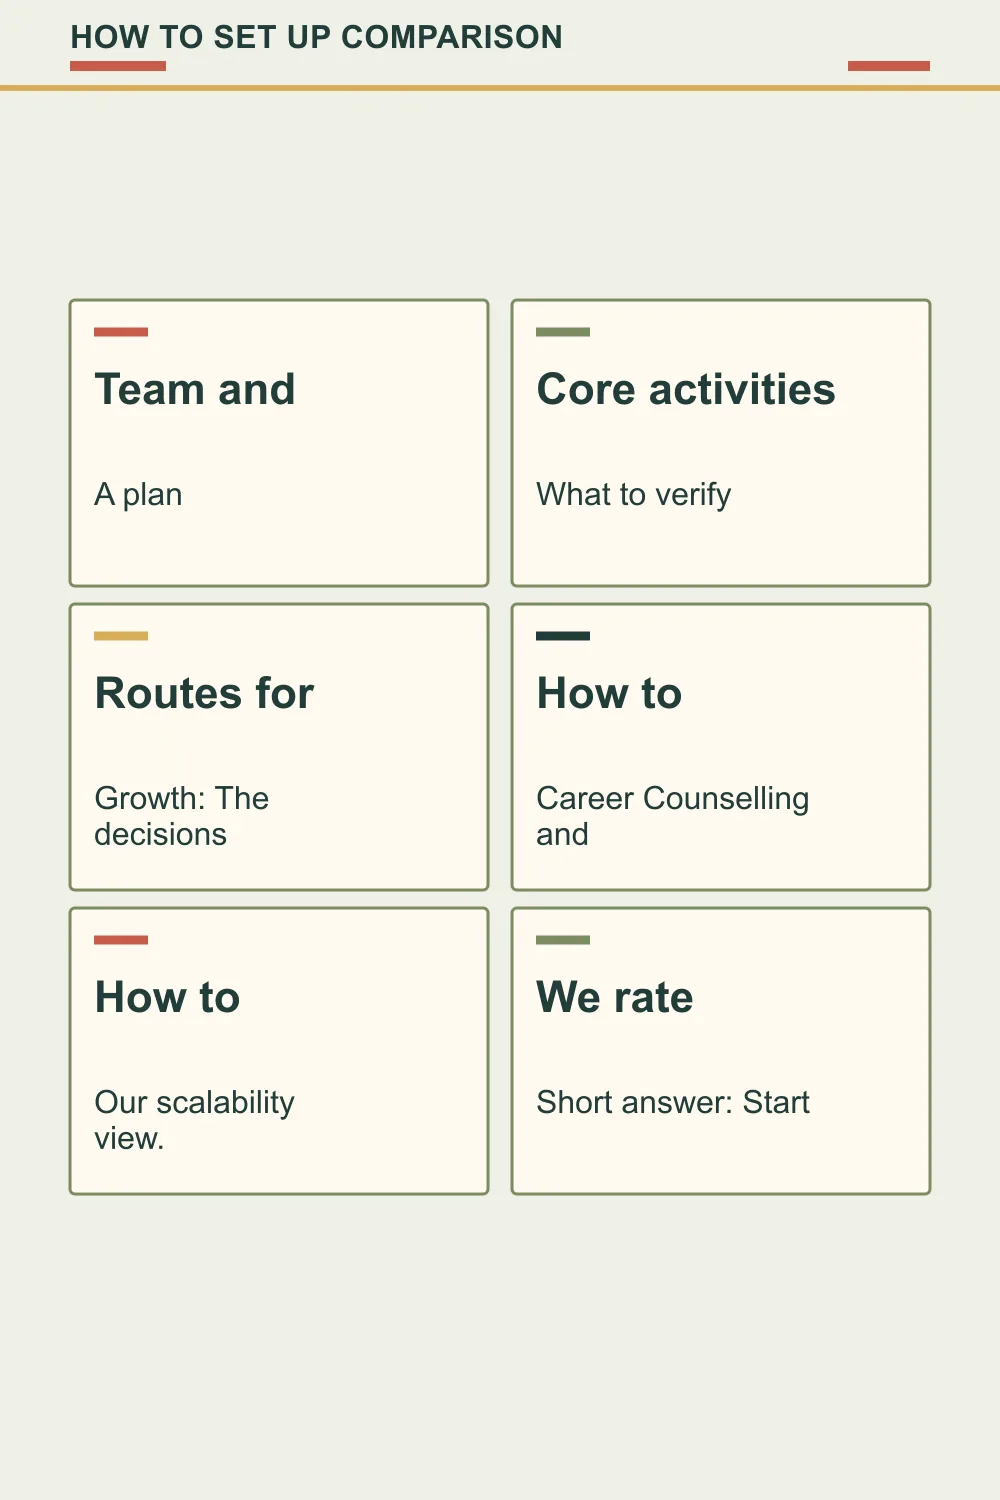 HOW TO SET UP COMPARISON
Team and
A plan
Core activities
What to verify
Routes for
Growth: The
decisions
How to
Career Counselling
and
How to
Our scalability
view.
We rate
Short answer: Start